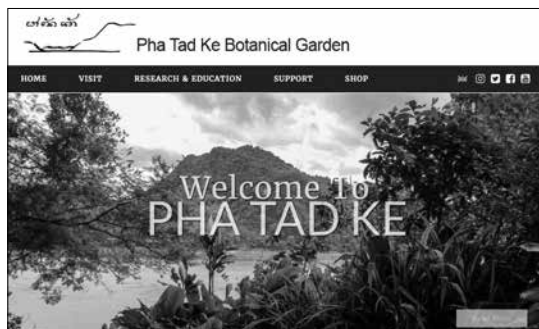 Pha Tad Ke Botanical Garden
HOME VISIT RESEARCH & EDUCATION SUPPORT SHOP
Welcome To
PHA TAD KE